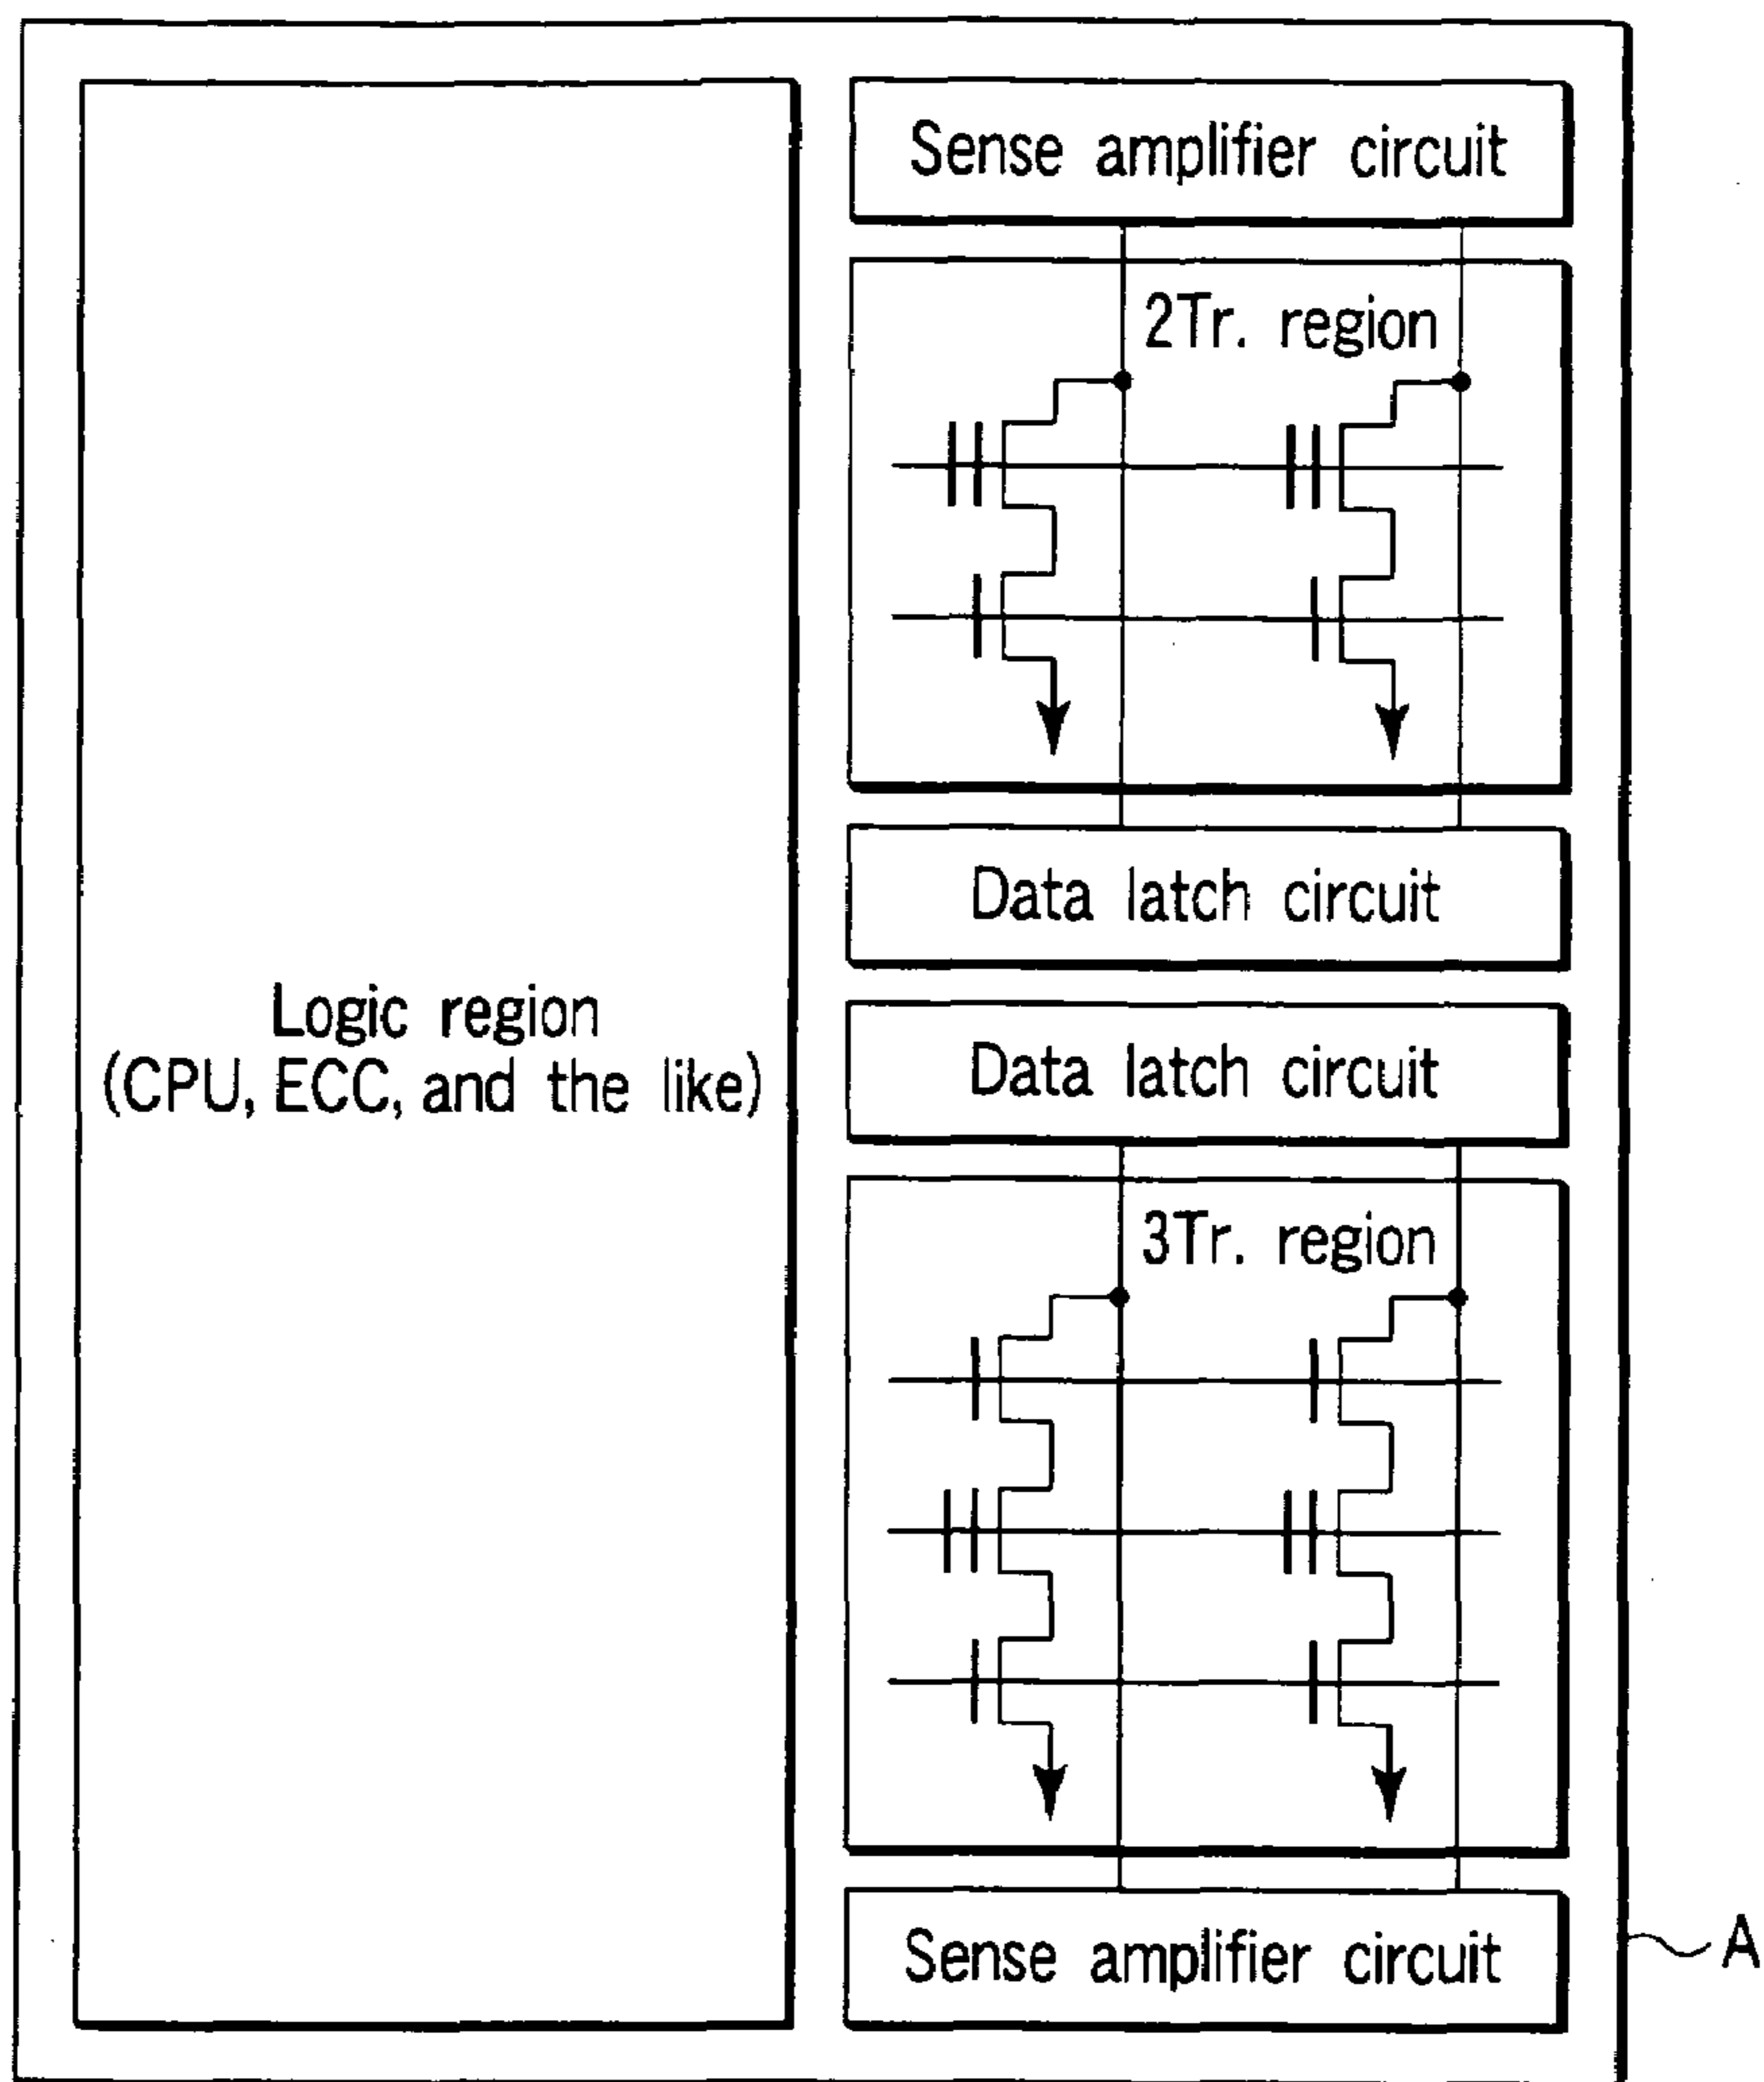 Sense amplifier circuit
2Tr. region
Data latch circuit
Logic region
(CPU, ECC, and the like)
Data latch circuit
3Tr. region
Sense amplifier circuit
A